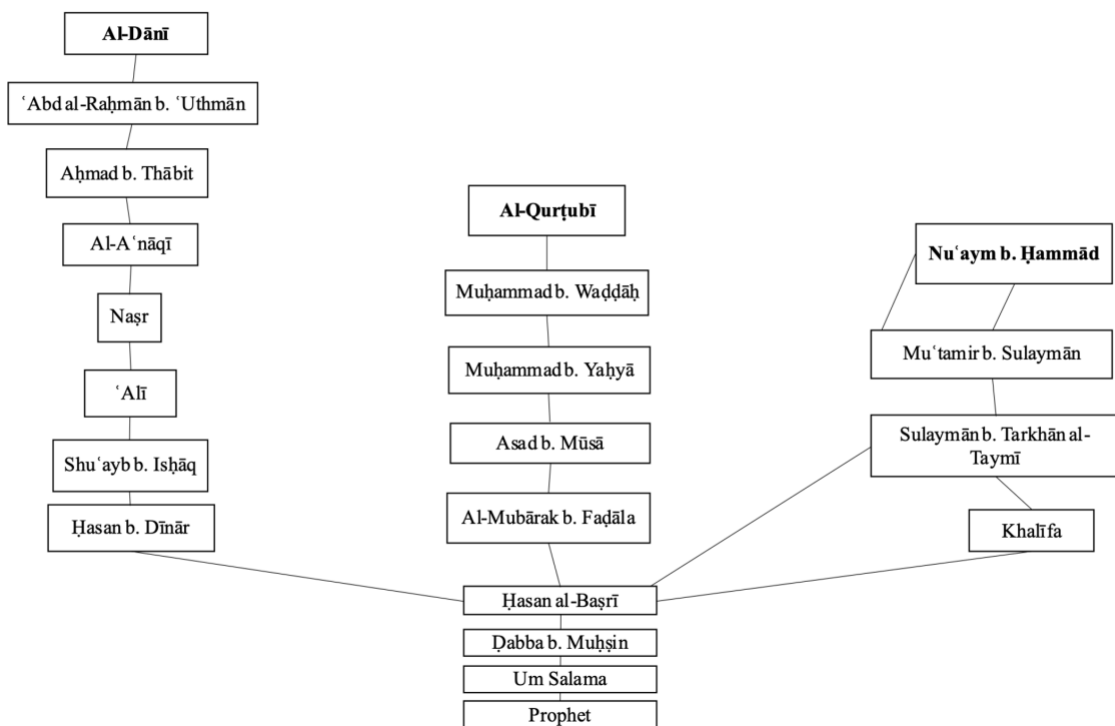 Al-Dānī
ʿAbd al-Raḥmān b. ʿUthmān
Aḥmad b. Thābit
Al-Aʿnāqī
Naṣr
ʿAlī
Shuʿayb b. Isḥāq
Ḥasan b. Dīnār
Al-Qurṭubī
Muḥammad b. Waḍḍāḥ
Muḥammad b. Yaḥyā
Asad b. Mūsā
Al-Mubārak b. Faḍāla
Nuʿaym b. Ḥammād
Muʿtamir b. Sulaymān
Sulaymān b. Tarkhān al-
Taymī
Khalīfa
Ḥasan al-Baṣrī
Ḍabba b. Muḥṣin
Um Salama
Prophet